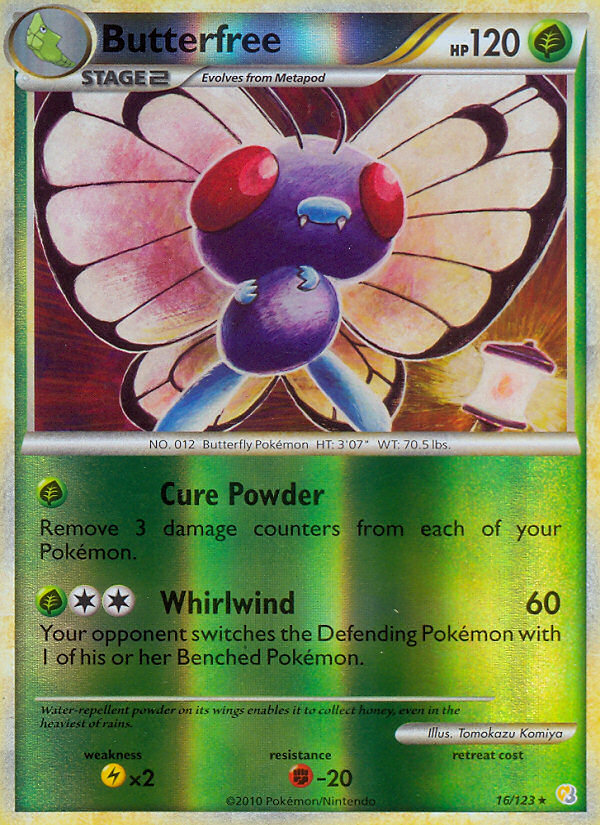 Butterfree
HP 120
STAGE 2
Evolves from Metapod
NO. 012 Butterfly Pokémon HT: 3'07" WT: 70.5 lbs.
Cure Powder
Remove 3 damage counters from each of your
Pokémon.
Whirlwind 60
Your opponent switches the Defending Pokémon with
1 of his or her Benched Pokémon.
Water-repellent powder on its wings enables it to collect honey, even in the
heaviest of rains.
Illus. Tomokazu Komiya
weakness resistance retreat cost
×2 -20
©2010 Pokémon/Nintendo 16/123 ★